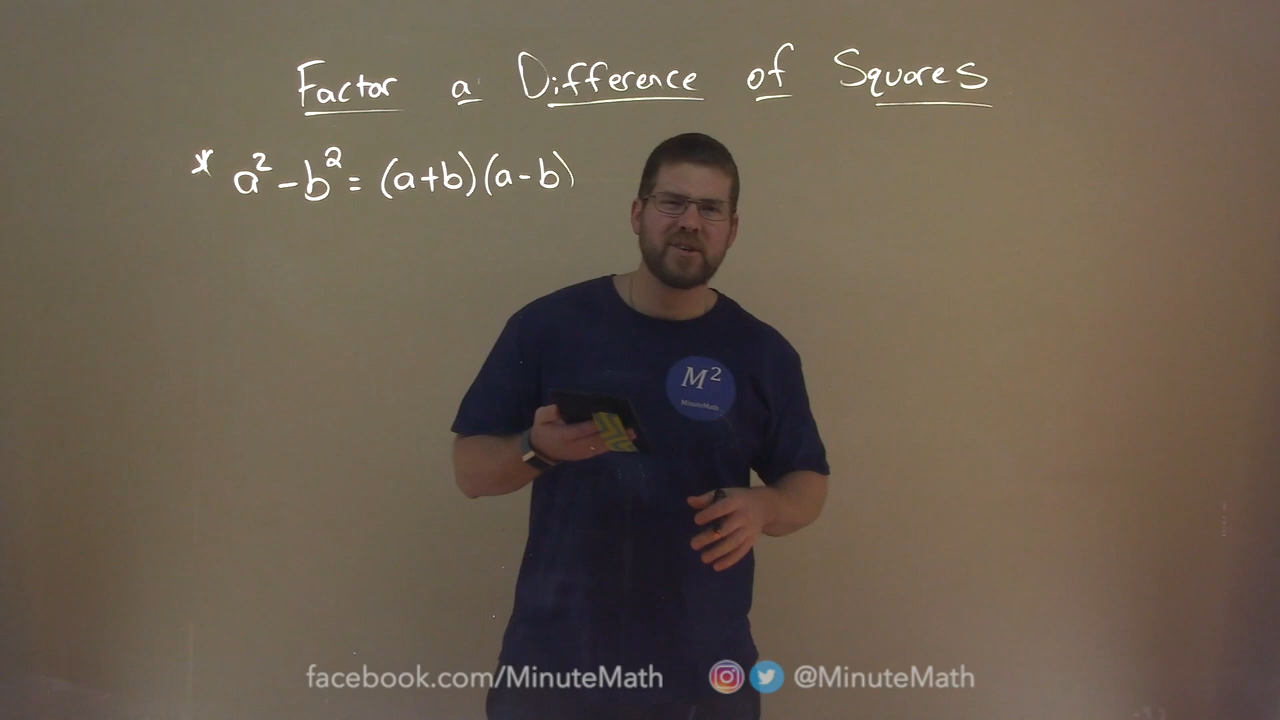 Factor a Difference of Squares
* a² - b² = (a+b)(a-b)
M²
MinuteMath
facebook.com/MinuteMath @MinuteMath